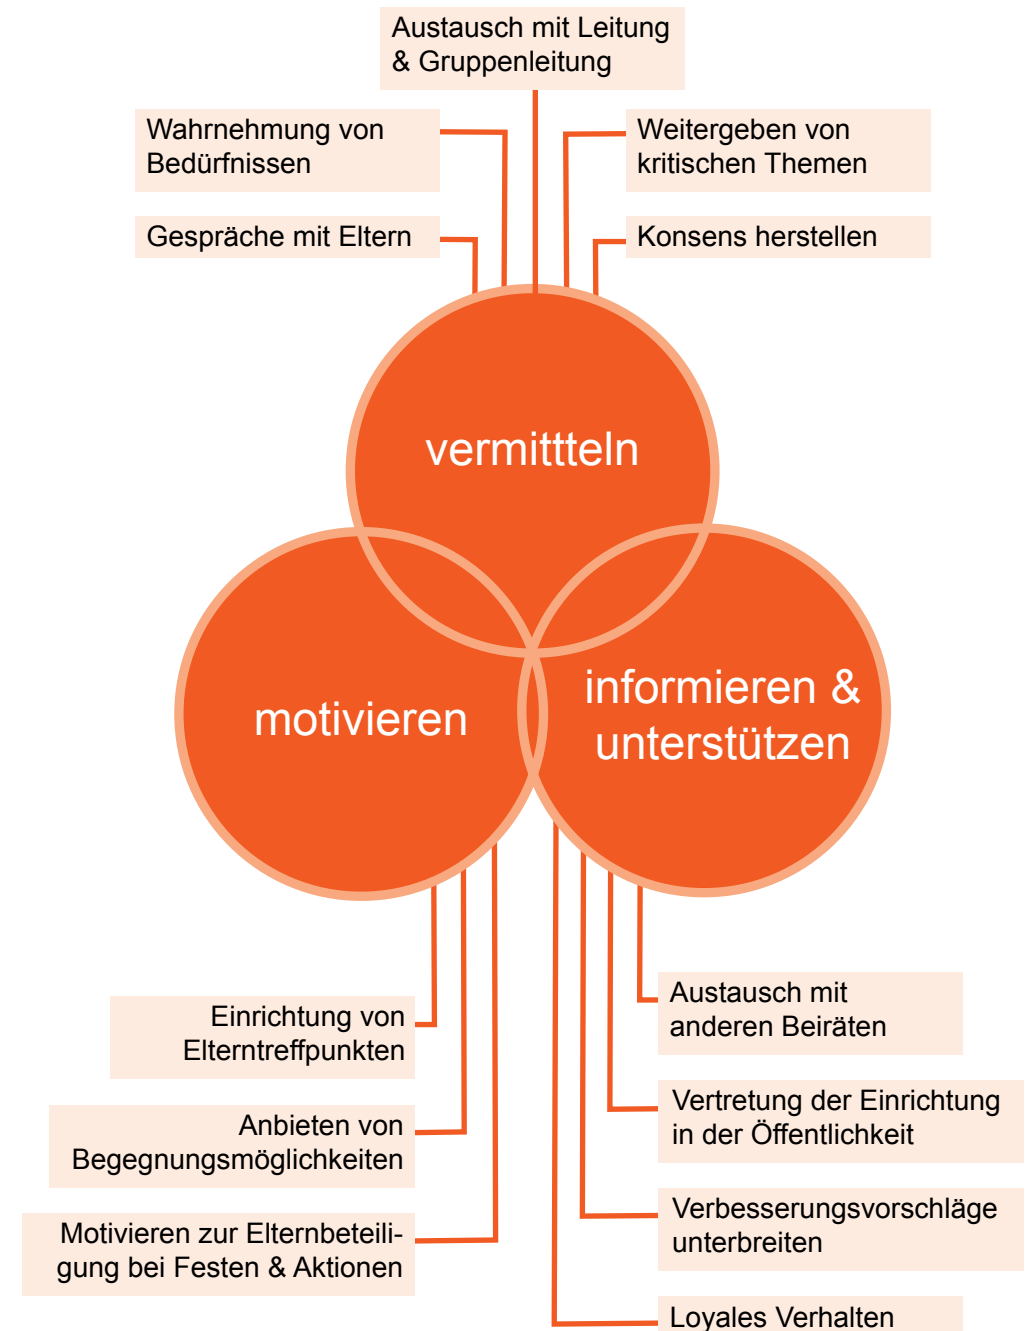 Austausch mit Leitung
& Gruppenleitung
Wahrnehmung von
Bedürfnissen
Weitergeben von
kritischen Themen
Gespräche mit Eltern
Konsens herstellen
vermittteln
motivieren
informieren &
unterstützen
Einrichtung von
Elterntreffpunkten
Anbieten von
Begegnungsmöglichkeiten
Motivieren zur Elternbeteili-
gung bei Festen & Aktionen
Austausch mit
anderen Beiräten
Vertretung der Einrichtung
in der Öffentlichkeit
Verbesserungsvorschläge
unterbreiten
Loyales Verhalten